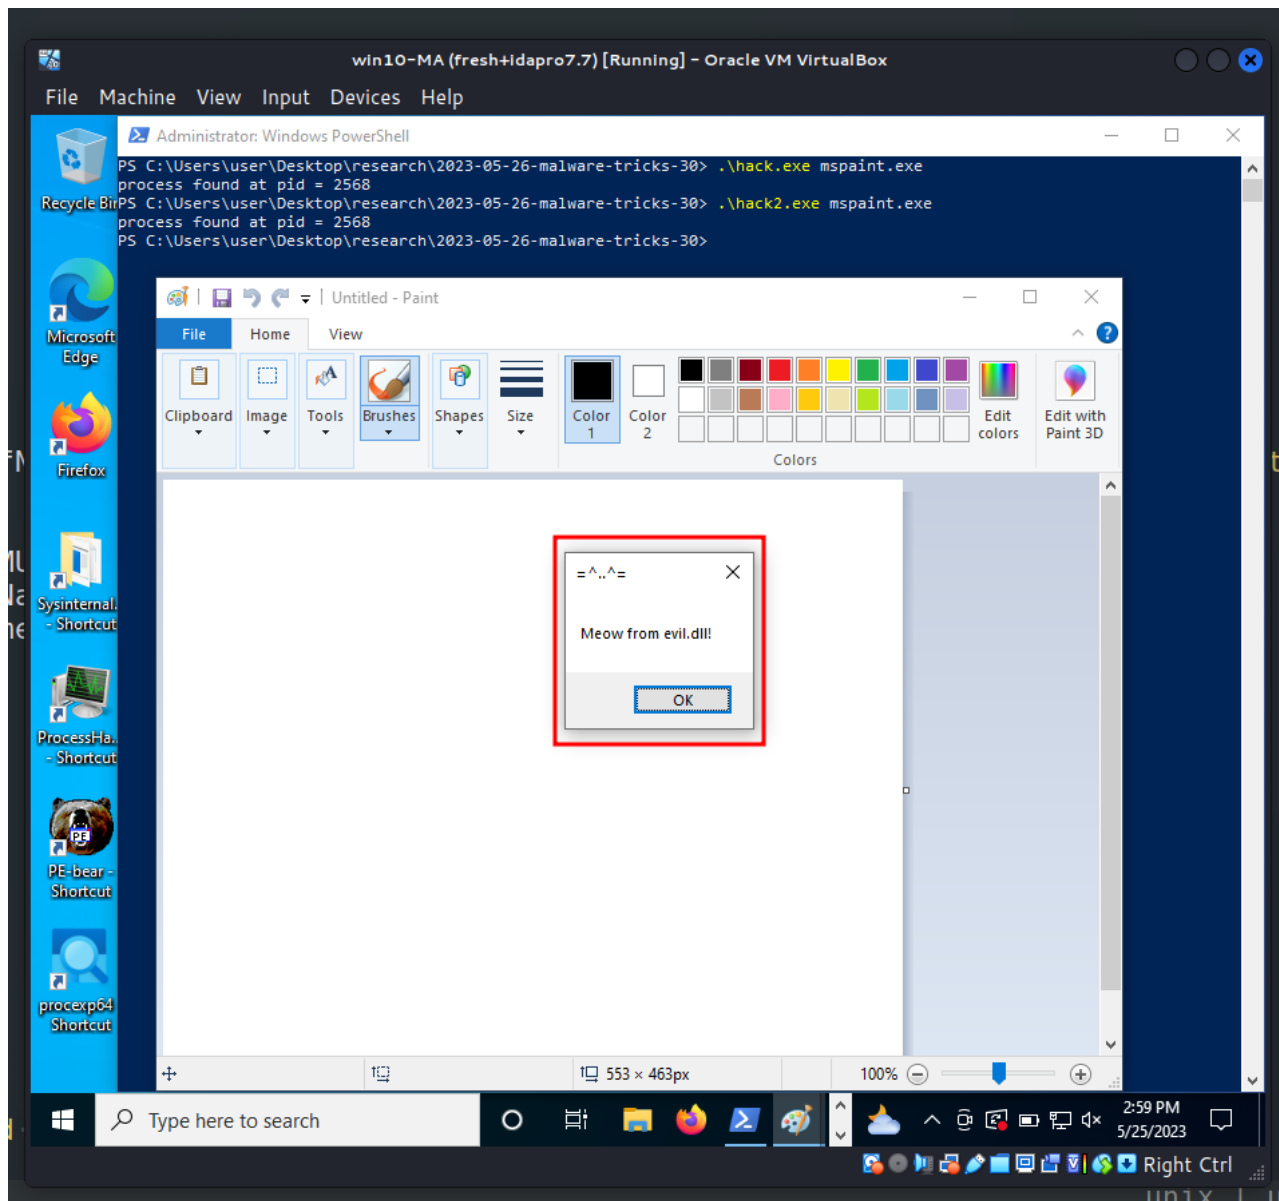 win10-MA (fresh+idapro7.7) [Running] - Oracle VM VirtualBox
File Machine View Input Devices Help
Administrator: Windows PowerShell
PS C:\Users\user\Desktop\research\2023-05-26-malware-tricks-30> .\hack.exe mspaint.exe
process found at pid = 2568
PS C:\Users\user\Desktop\research\2023-05-26-malware-tricks-30> .\hack2.exe mspaint.exe
process found at pid = 2568
PS C:\Users\user\Desktop\research\2023-05-26-malware-tricks-30>
Recycle Bin
Microsoft
Edge
Firefox
Sysinternal...
- Shortcut
ProcessHa...
- Shortcut
PE
PE-bear -
Shortcut
procexp64
Shortcut
Untitled - Paint
File Home View
Clipboard Image Tools Brushes Shapes Size
Color
1
Color
2
Edit
colors
Edit with
Paint 3D
Colors
=^..^=
Meow from evil.dll!
OK
553 × 463px
100%
Type here to search
2:59 PM
5/25/2023
Right Ctrl